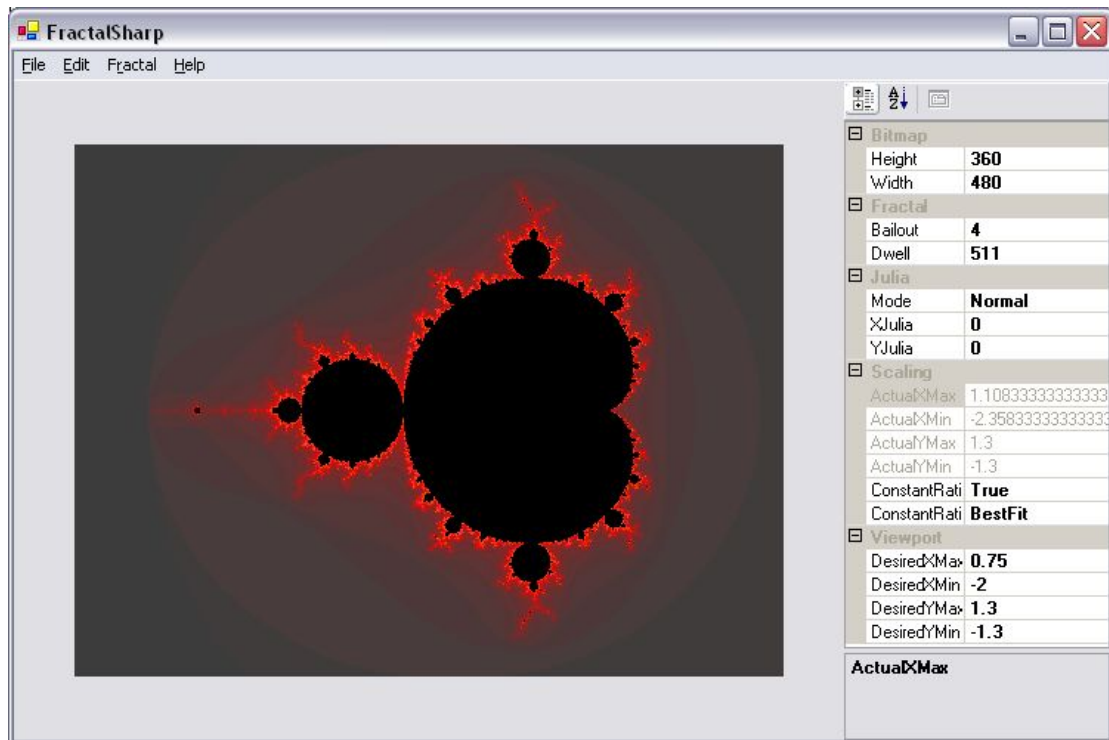 FractalSharp
File Edit Fractal Help
Bitmap
Height 360
Width 480
Fractal
Bailout 4
Dwell 511
Julia
Mode Normal
XJulia 0
YJulia 0
Scaling
ActualXMax 1.10833333333333
ActualXMin -2.35833333333333
ActualYMax 1.3
ActualYMin -1.3
ConstantRati True
ConstantRati BestFit
Viewport
DesiredXMax 0.75
DesiredXMin -2
DesiredYMax 1.3
DesiredYMin -1.3
ActualXMax